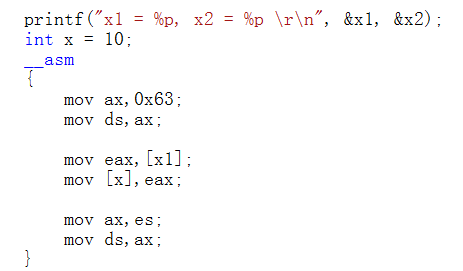 printf("x1 = %p, x2 = %p \r\n", &x1, &x2);
int x = 10;
__asm
{
mov ax,0x63;
mov ds,ax;
mov eax,[x1];
mov [x],eax;
mov ax,es;
mov ds,ax;
}